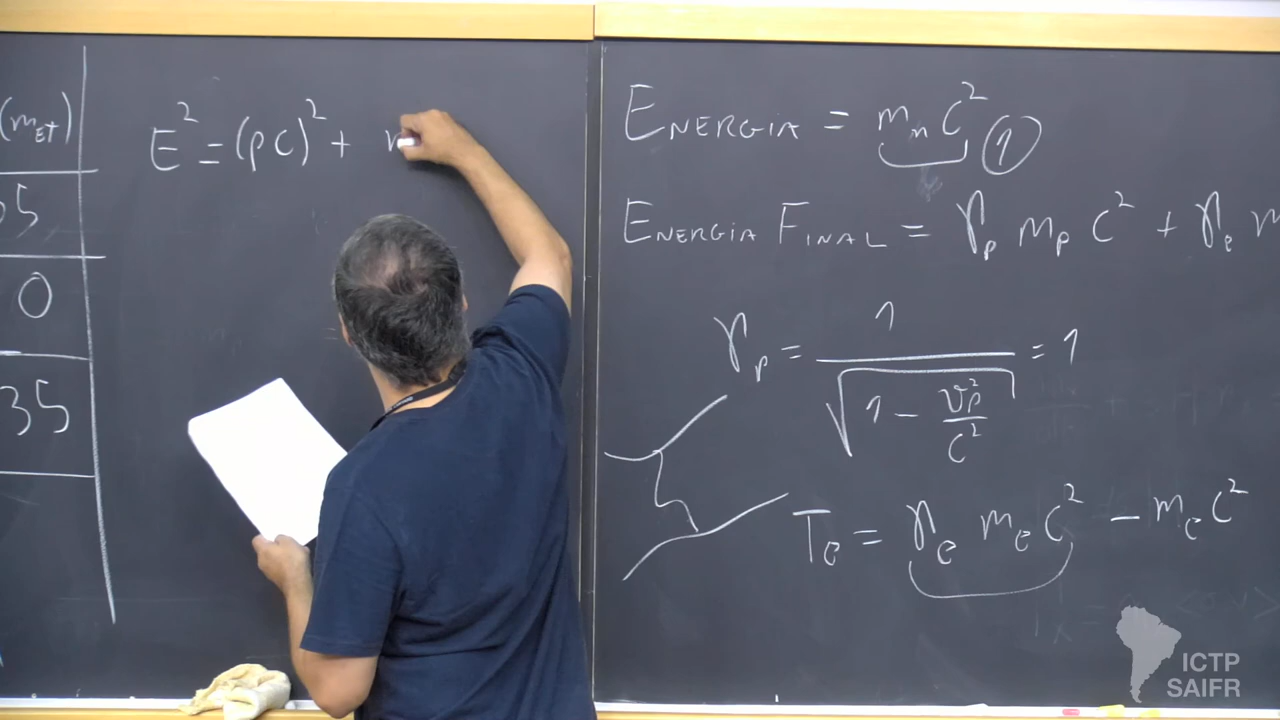 (m_et)
E² = (pc)² + m
35
0
35
ENERGIA = m_n c² ①
ENERGIA FINAL = γ_p m_p c² + γ_e m
γ_p = 1 / √(1 - v_p²/c²) = 1
T_e = γ_e m_e c² - m_e c²
ICTP
SAIFR